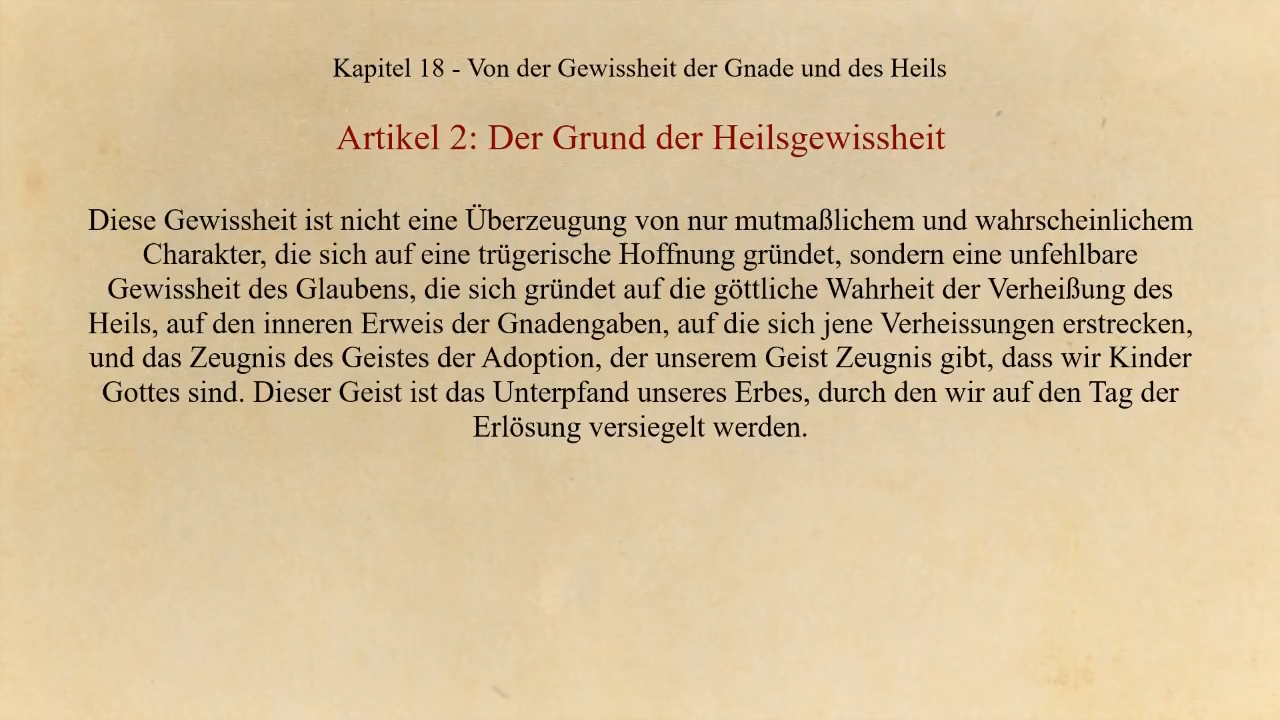 Kapitel 18 - Von der Gewissheit der Gnade und des Heils
Artikel 2: Der Grund der Heilsgewissheit
Diese Gewissheit ist nicht eine Überzeugung von nur mutmaßlichem und wahrscheinlichem
Charakter, die sich auf eine trügerische Hoffnung gründet, sondern eine unfehlbare
Gewissheit des Glaubens, die sich gründet auf die göttliche Wahrheit der Verheißung des
Heils, auf den inneren Erweis der Gnadengaben, auf die sich jene Verheissungen erstrecken,
und das Zeugnis des Geistes der Adoption, der unserem Geist Zeugnis gibt, dass wir Kinder
Gottes sind. Dieser Geist ist das Unterpfand unseres Erbes, durch den wir auf den Tag der
Erlösung versiegelt werden.